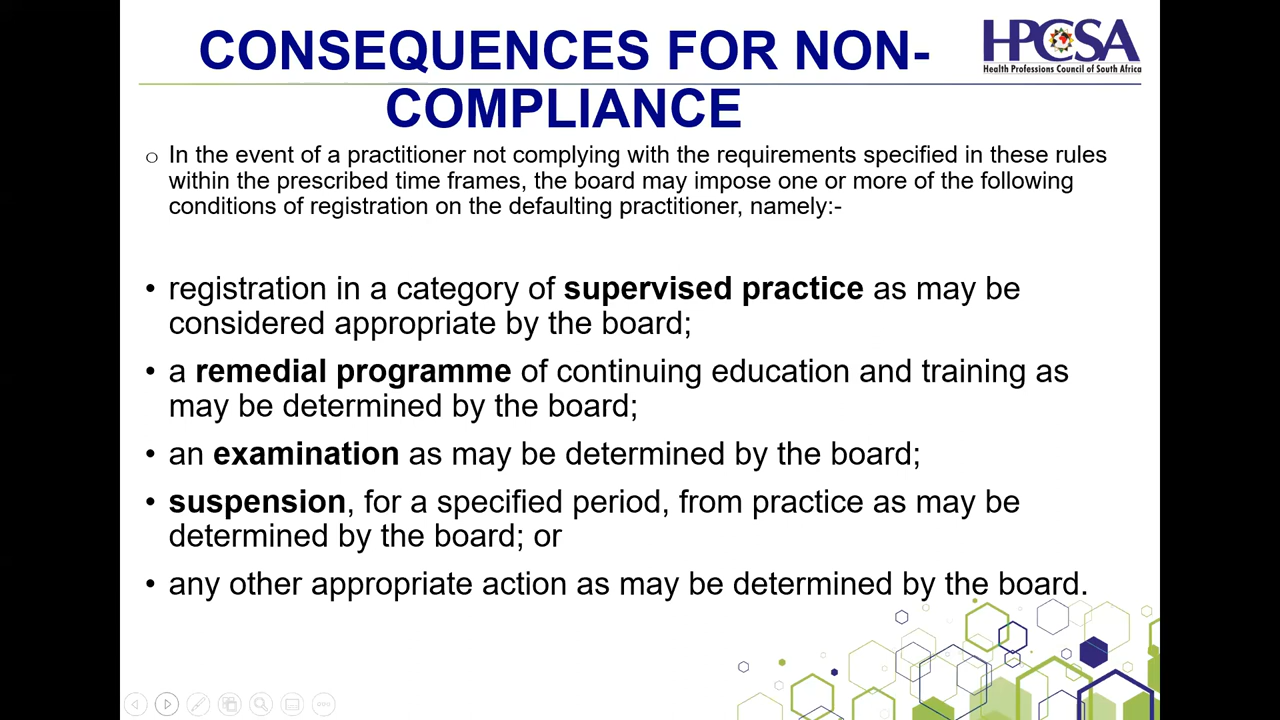 CONSEQUENCES FOR NON-
COMPLIANCE
HPCSA
Health Professions Council of South Africa
o In the event of a practitioner not complying with the requirements specified in these rules
within the prescribed time frames, the board may impose one or more of the following
conditions of registration on the defaulting practitioner, namely:-
• registration in a category of supervised practice as may be
considered appropriate by the board;
• a remedial programme of continuing education and training as
may be determined by the board;
• an examination as may be determined by the board;
• suspension, for a specified period, from practice as may be
determined by the board; or
• any other appropriate action as may be determined by the board.